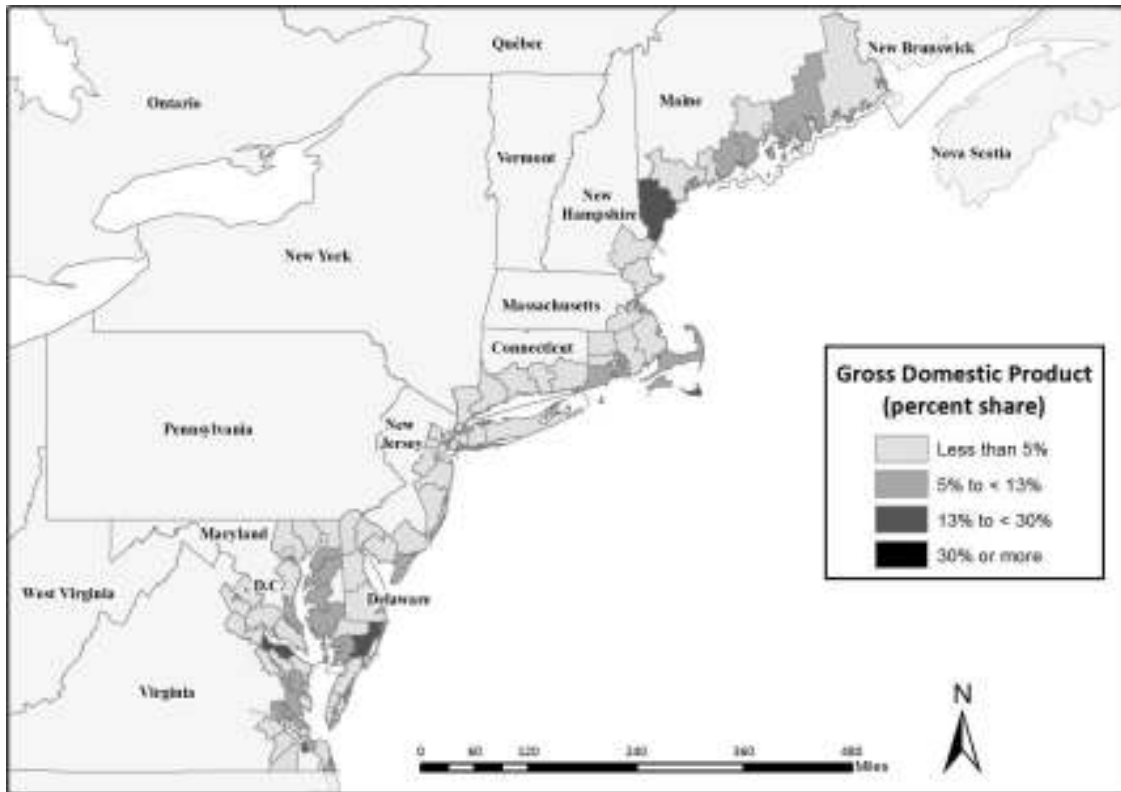 Québec
New Brunswick
Ontario
Maine
Vermont
Nova Scotia
New
Hampshire
New York
Massachusetts
Connecticut
Gross Domestic Product
(percent share)
Less than 5%
5% to < 13%
13% to < 30%
30% or more
New
Jersey
Pennsylvania
Maryland
D.C
West Virginia
Delaware
Virginia
N
0 60 120 240 360 480
Miles